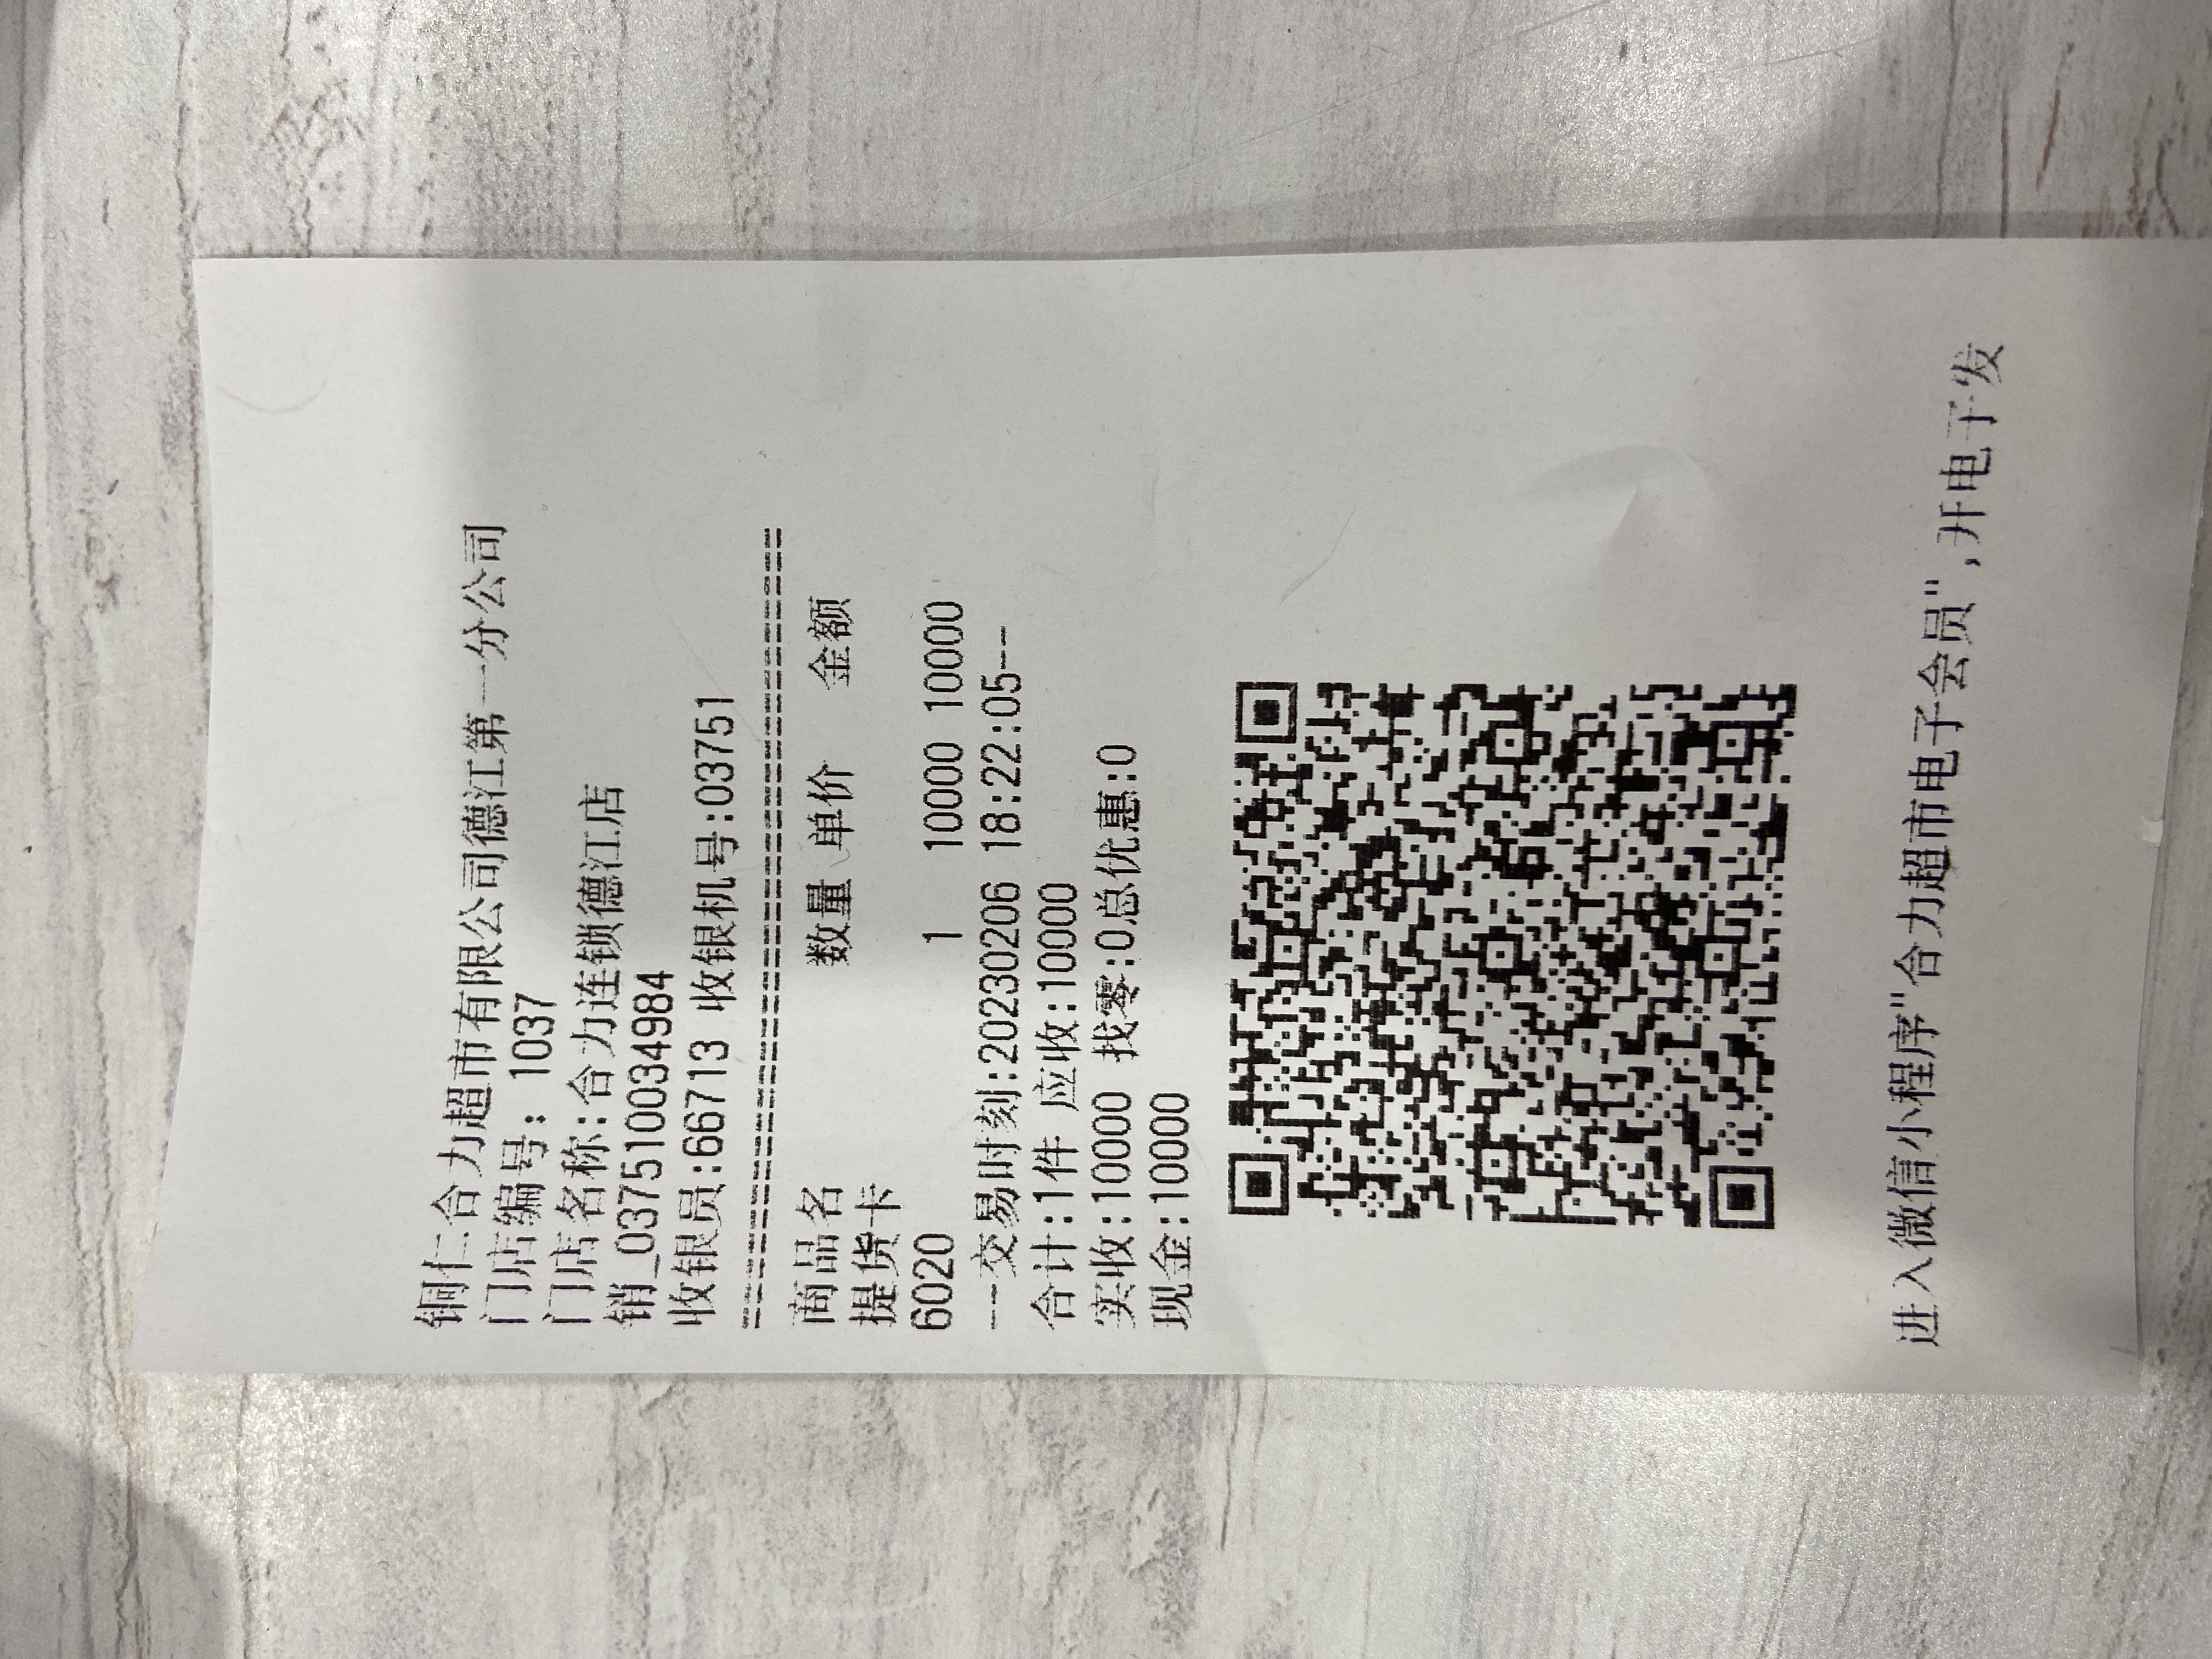 铜仁合力超市有限公司德江第一分公司
门店编号: 1037
门店名称:合力连锁德江店
销_0375100034984
收银员:66713 收银机号:03751
========================================
商品名 数量 单价 金额
提货卡
6020 1 10000 10000
--交易时刻:20230206 18:22:05--
合计:1件 应收:10000
实收:10000 找零:0总优惠:0
现金:10000
进入微信小程序"合力超市电子会员",开电子发